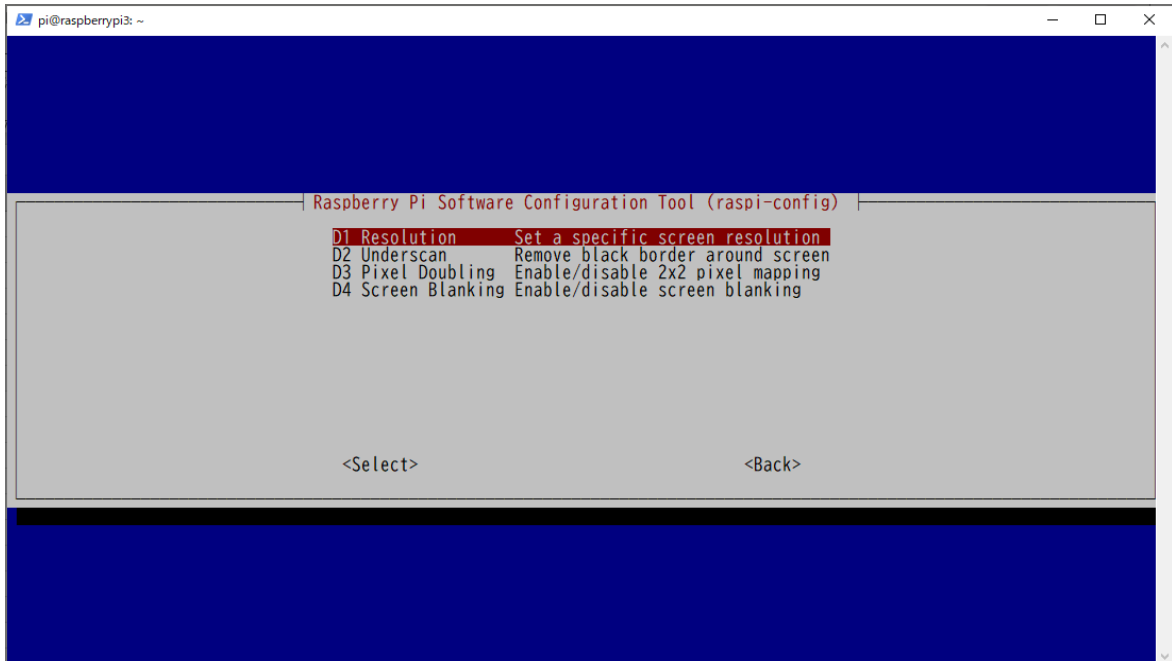 pi@raspberrypi3: ~
Raspberry Pi Software Configuration Tool (raspi-config)
D1 Resolution Set a specific screen resolution
D2 Underscan Remove black border around screen
D3 Pixel Doubling Enable/disable 2x2 pixel mapping
D4 Screen Blanking Enable/disable screen blanking
<Select> <Back>